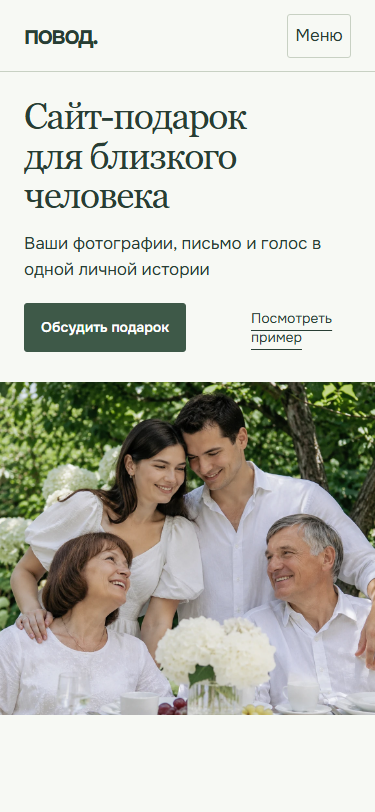 повод.
Меню
Сайт-подарок
для близкого
человека
Ваши фотографии, письмо и голос в
одной личной истории
Обсудить подарок
Посмотреть
пример